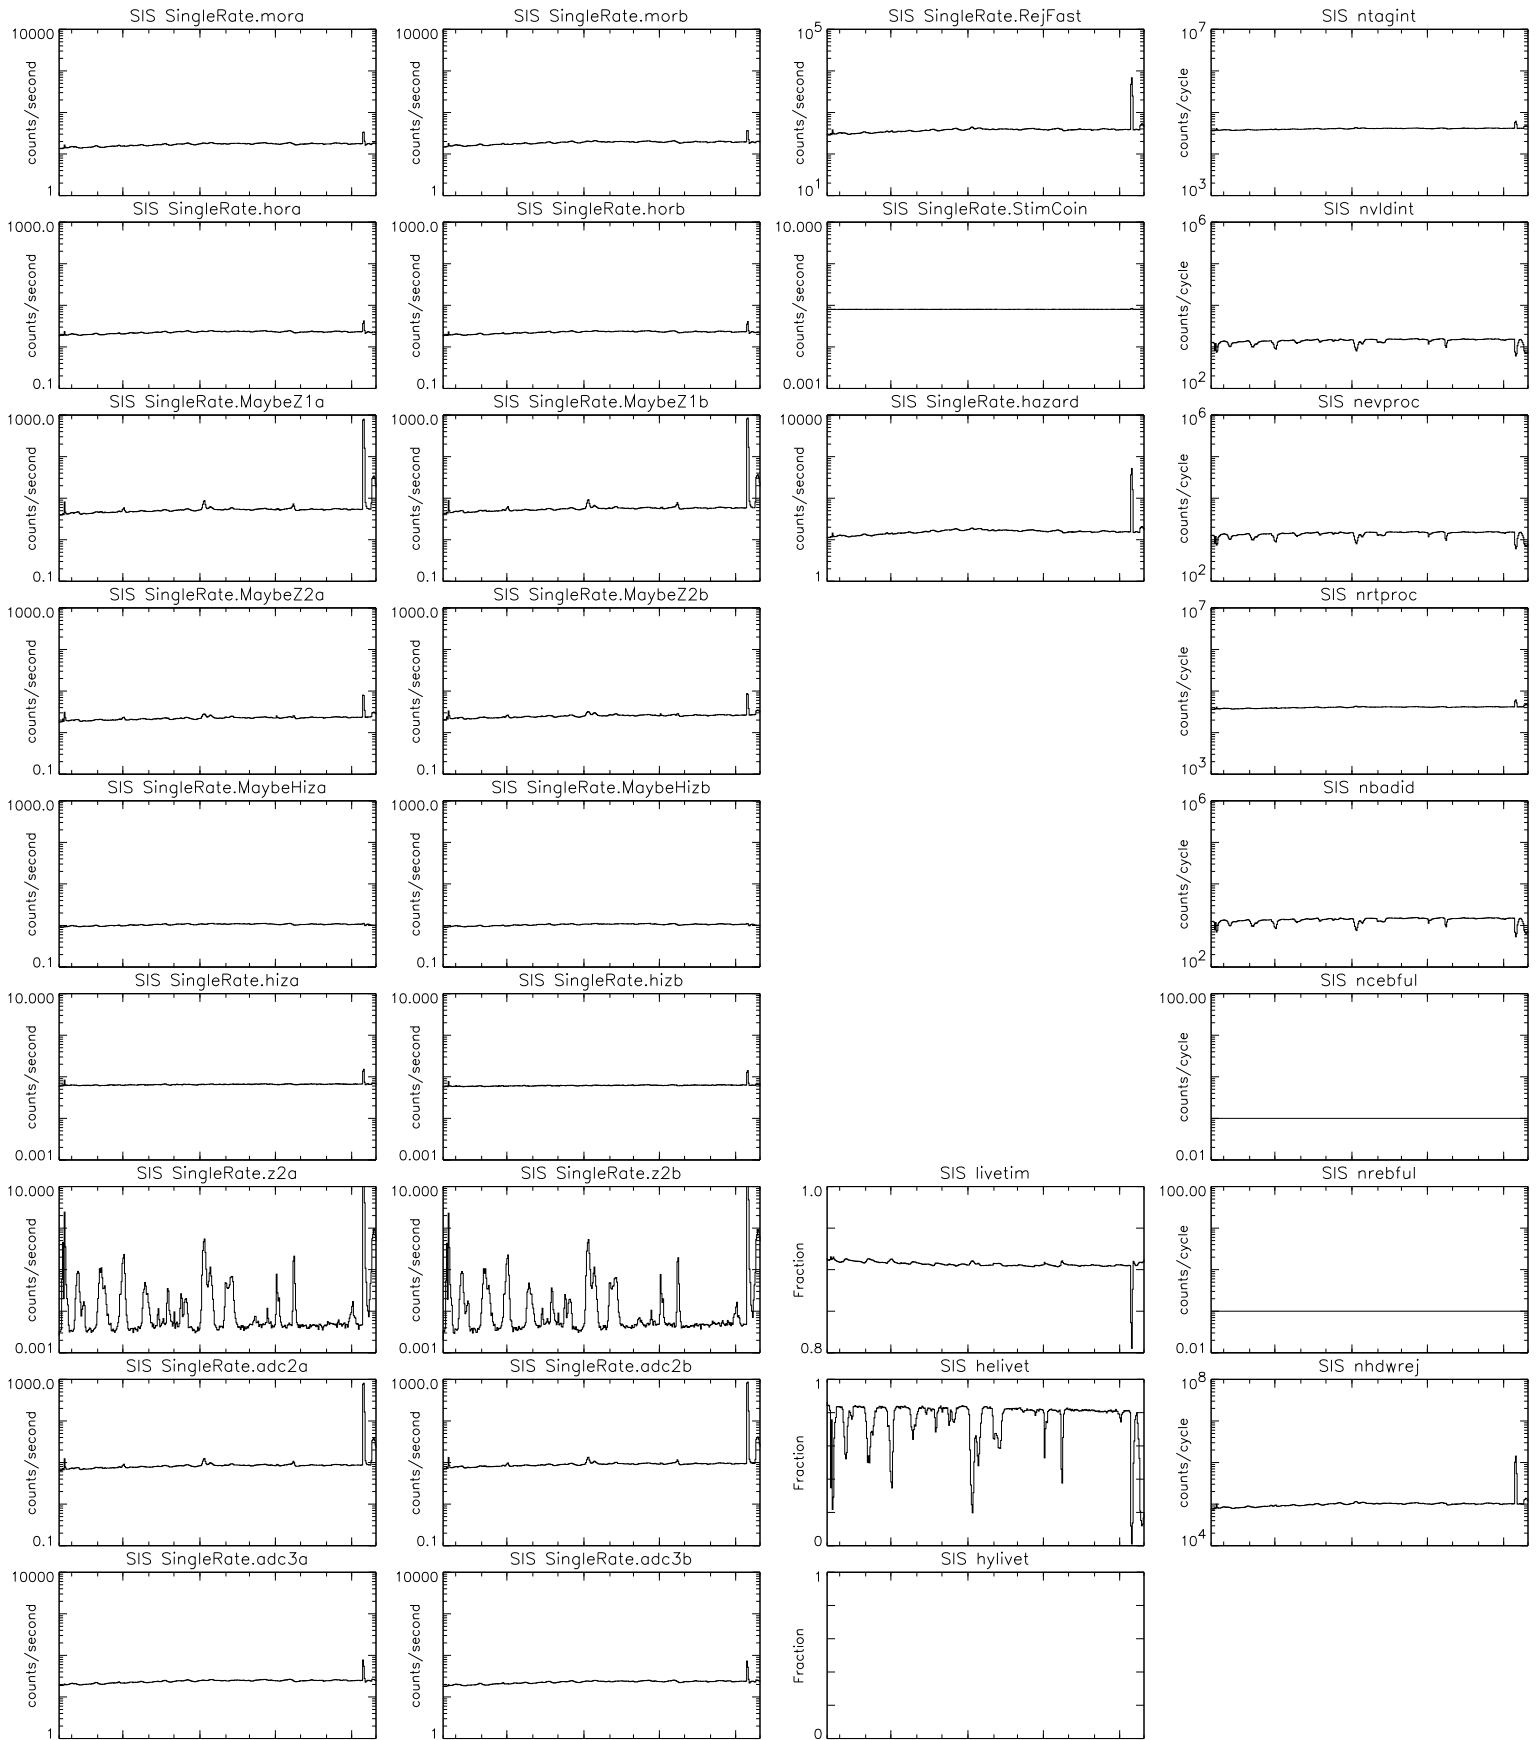 SIS SingleRate.mora
10000
counts/second
1
SIS SingleRate.morb
10000
counts/second
1
SIS SingleRate.RejFast
10^5
counts/second
10^1
SIS ntagint
10^7
counts/cycle
10^3
SIS SingleRate.hora
1000.0
counts/second
0.1
SIS SingleRate.horb
1000.0
counts/second
0.1
SIS SingleRate.StimCoin
10.000
counts/second
0.001
SIS nvldint
10^6
counts/cycle
10^2
SIS SingleRate.MaybeZ1a
1000.0
counts/second
0.1
SIS SingleRate.MaybeZ1b
1000.0
counts/second
0.1
SIS SingleRate.hazard
10000
counts/second
1
SIS nevproc
10^6
counts/cycle
10^2
SIS SingleRate.MaybeZ2a
1000.0
counts/second
0.1
SIS SingleRate.MaybeZ2b
1000.0
counts/second
0.1
SIS nrtproc
10^7
counts/cycle
10^3
SIS SingleRate.MaybeHiza
1000.0
counts/second
0.1
SIS SingleRate.MaybeHizb
1000.0
counts/second
0.1
SIS nbadid
10^6
counts/cycle
10^2
SIS SingleRate.hiza
10.000
counts/second
0.001
SIS SingleRate.hizb
10.000
counts/second
0.001
SIS ncebful
100.00
counts/cycle
0.01
SIS SingleRate.z2a
10.000
counts/second
0.001
SIS SingleRate.z2b
10.000
counts/second
0.001
SIS livetim
1.0
Fraction
0.8
SIS nrebful
100.00
counts/cycle
0.01
SIS SingleRate.adc2a
1000.0
counts/second
0.1
SIS SingleRate.adc2b
1000.0
counts/second
0.1
SIS helivet
1
Fraction
0
SIS nhdwrej
10^8
counts/cycle
10^4
SIS SingleRate.adc3a
10000
counts/second
1
SIS SingleRate.adc3b
10000
counts/second
1
SIS hylivet
1
Fraction
0